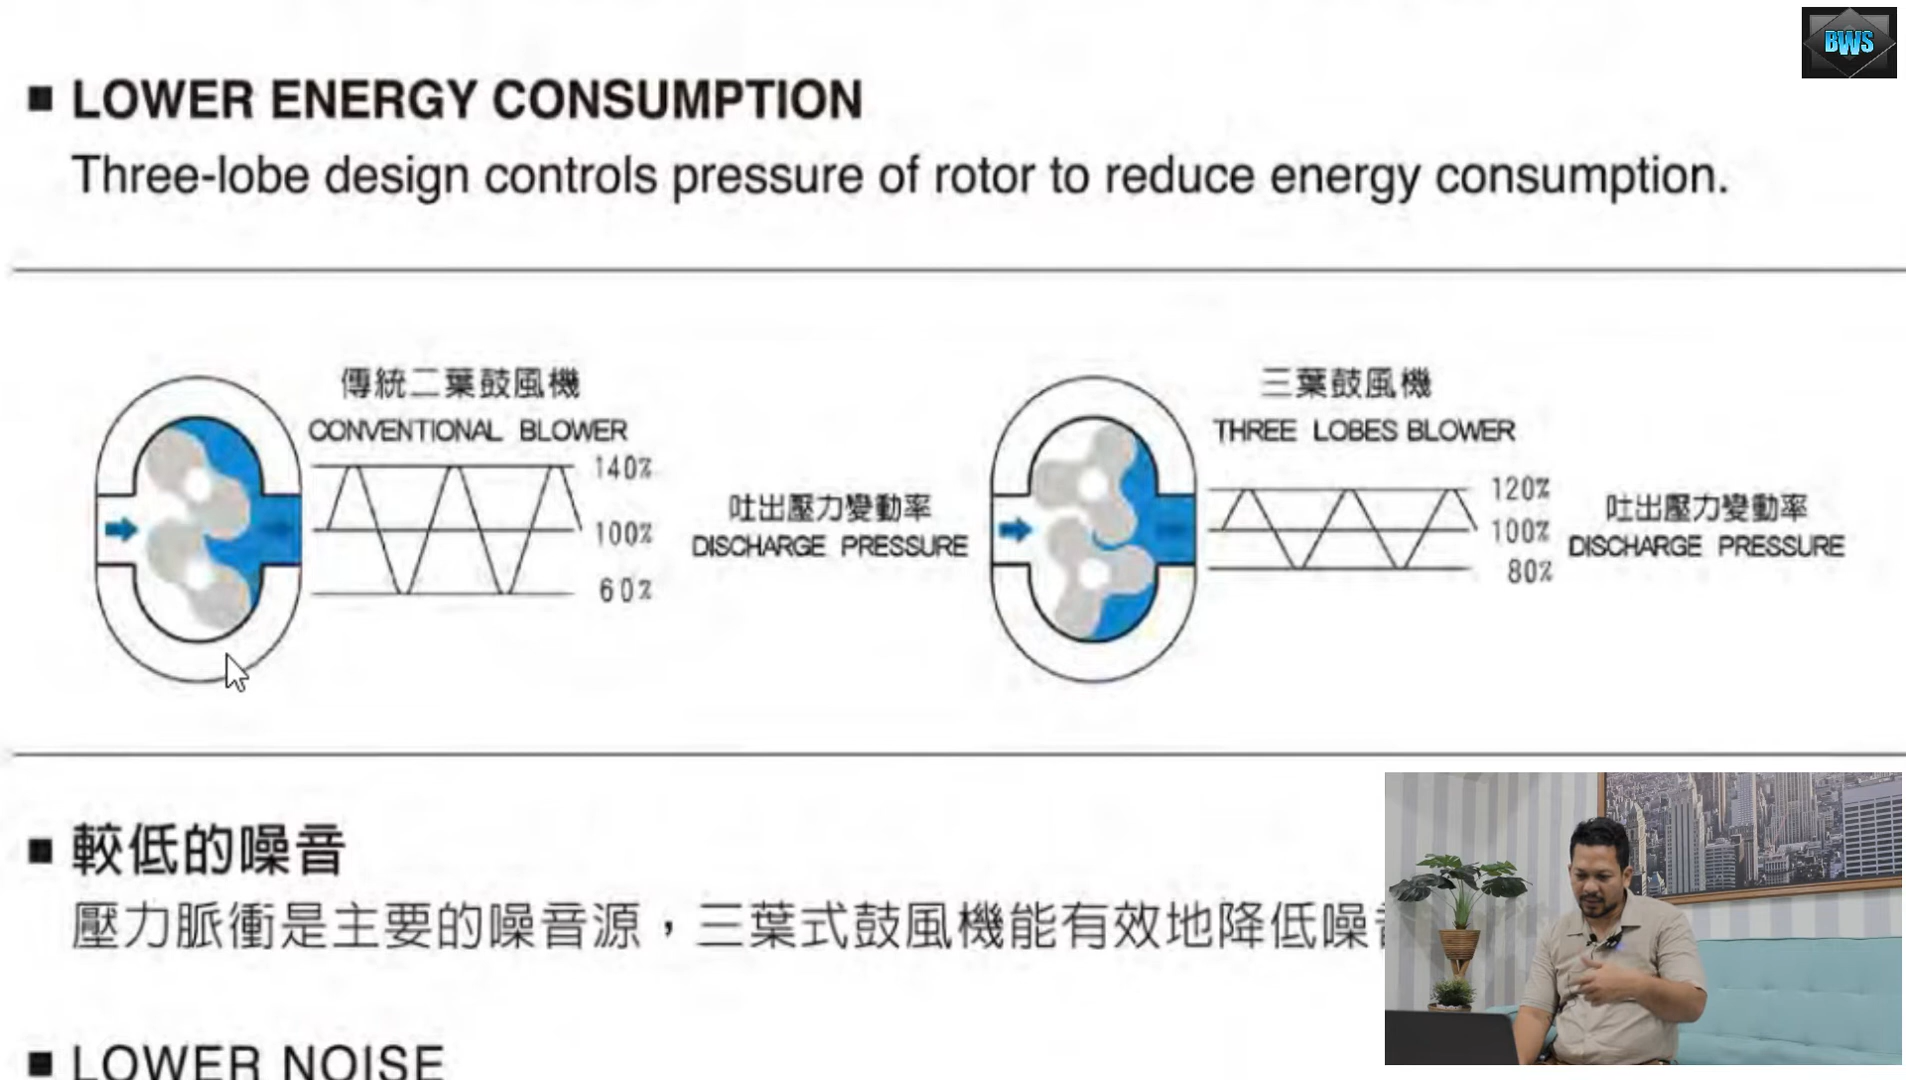 BWS
■ LOWER ENERGY CONSUMPTION
Three-lobe design controls pressure of rotor to reduce energy consumption.
傳統二葉鼓風機
CONVENTIONAL BLOWER
140%
100%
60%
吐出壓力變動率
DISCHARGE PRESSURE
三葉鼓風機
THREE LOBES BLOWER
120%
100%
80%
吐出壓力變動率
DISCHARGE PRESSURE
■ 較低的噪音
壓力脈衝是主要的噪音源，三葉式鼓風機能有效地降低噪音
■ LOWER NOISE